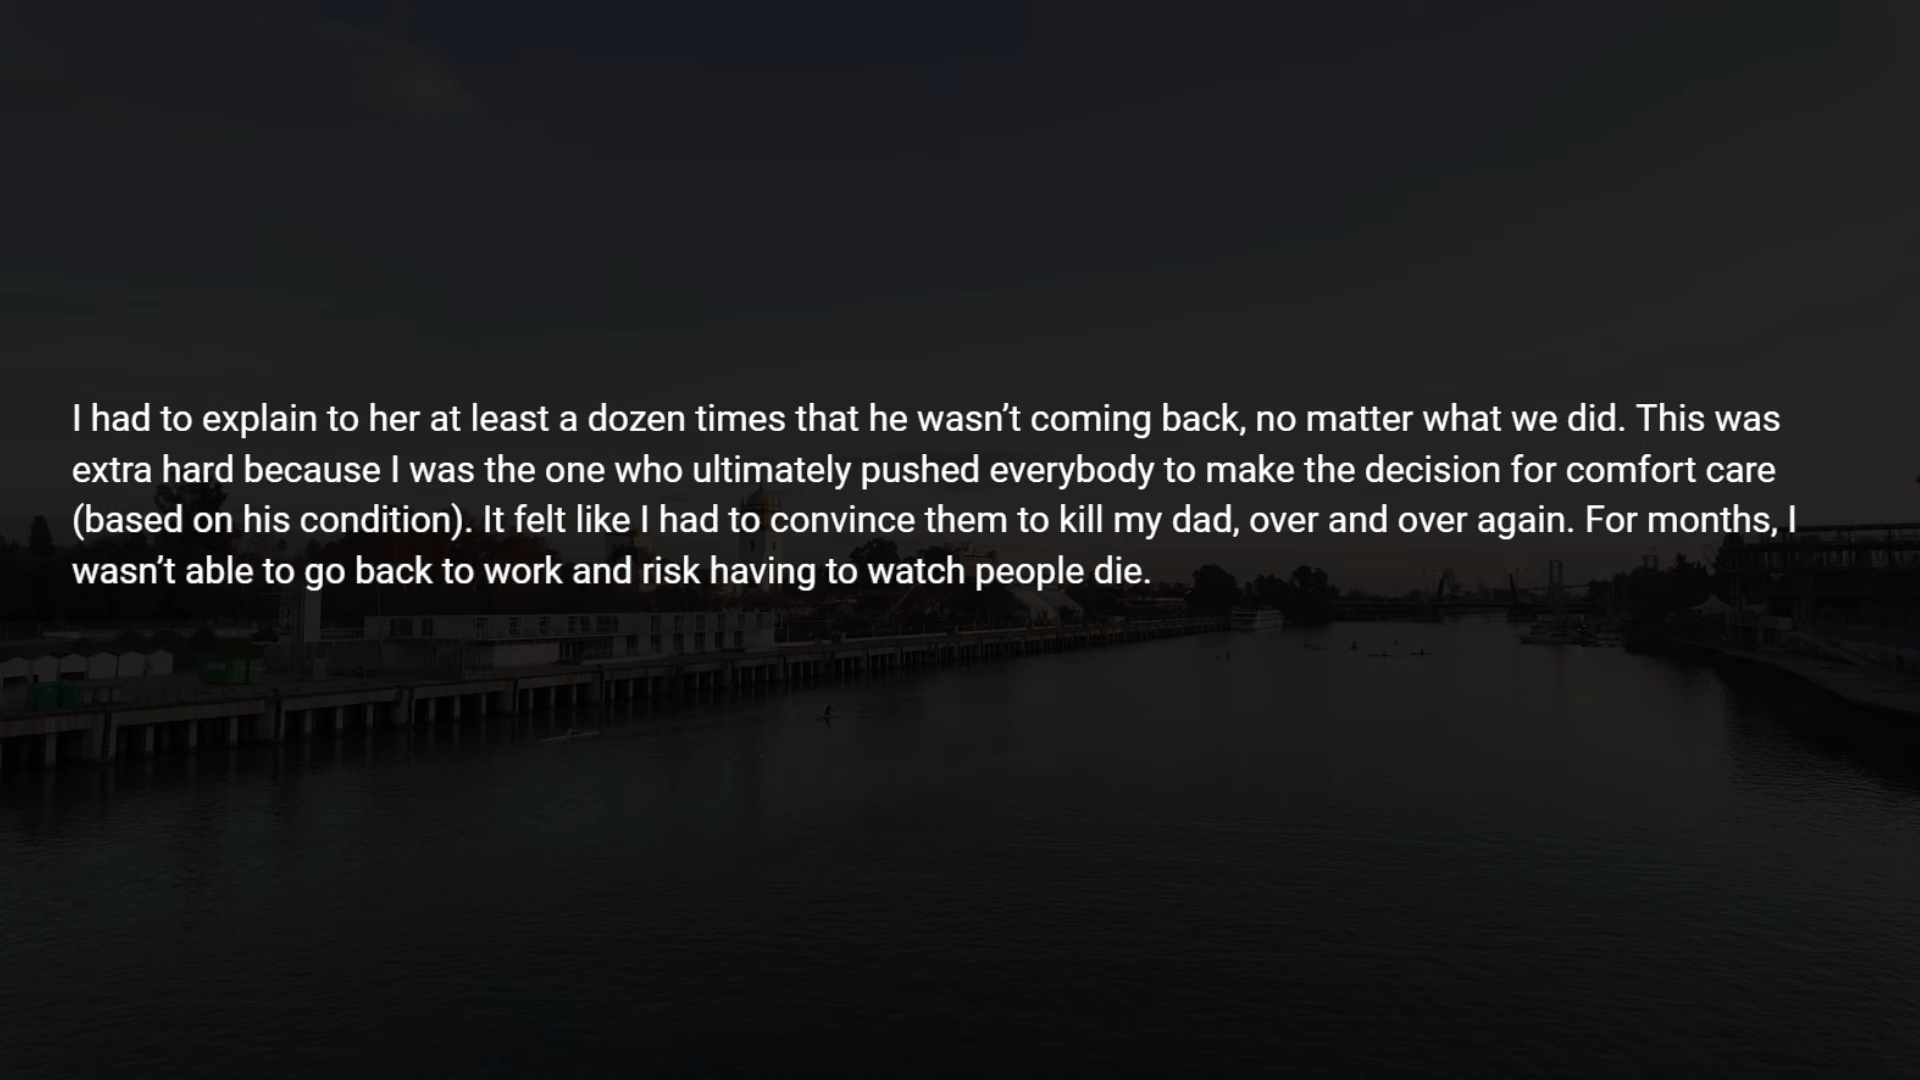 I had to explain to her at least a dozen times that he wasn’t coming back, no matter what we did. This was
extra hard because I was the one who ultimately pushed everybody to make the decision for comfort care
(based on his condition). It felt like I had to convince them to kill my dad, over and over again. For months, I
wasn’t able to go back to work and risk having to watch people die.